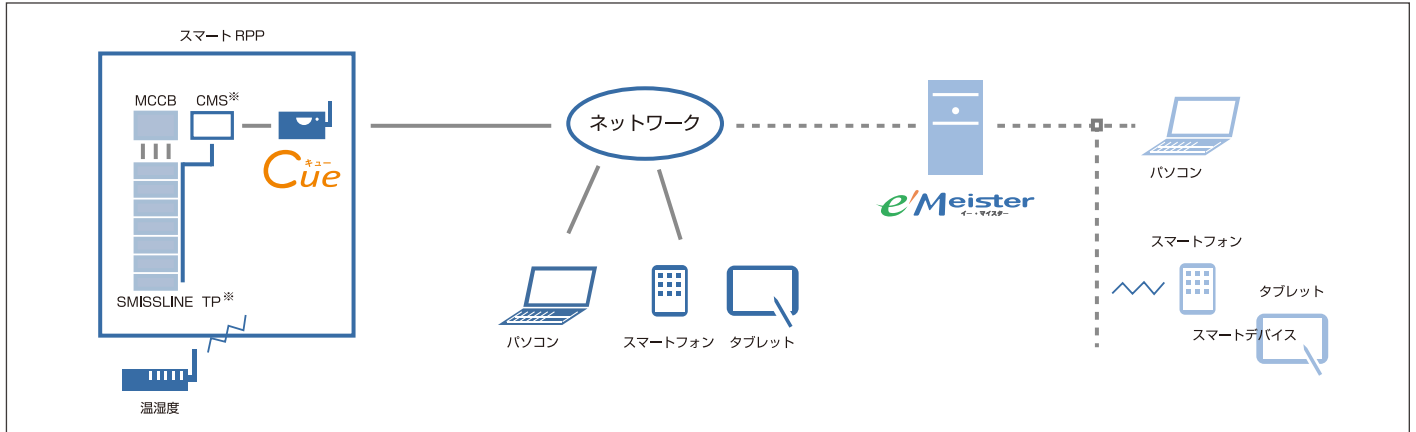 スマート RPP
MCCB CMS※
キュー
Cue
SMISSLINE TP※
温湿度
ネットワーク
パソコン
スマートフォン
タブレット
e'Meister
イー・マイスター
パソコン
スマートフォン
タブレット
スマートデバイス